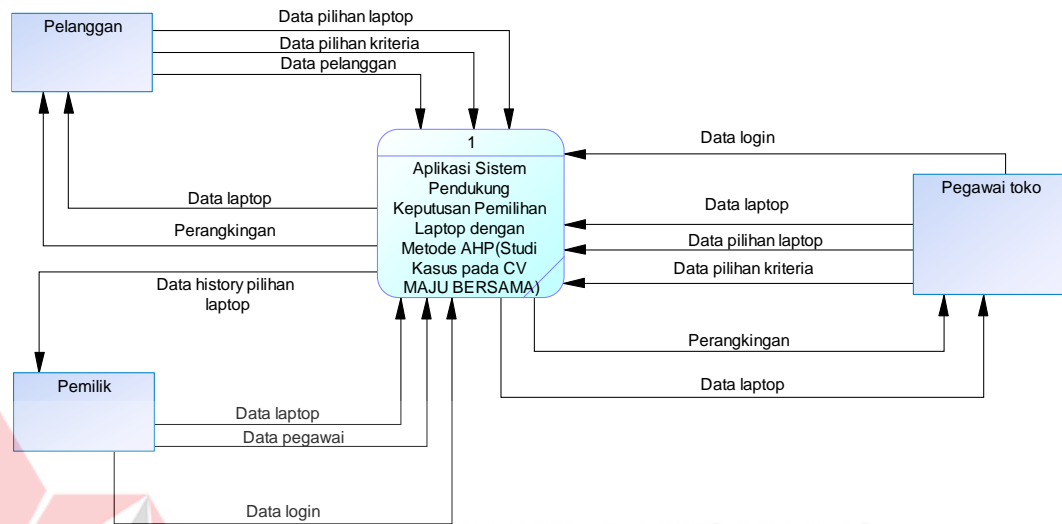 Pelanggan
Data pilihan laptop
Data pilihan kriteria
Data pelanggan
1
Aplikasi Sistem
Pendukung
Keputusan Pemilihan
Laptop dengan
Metode AHP(Studi
Kasus pada CV
MAJU BERSAMA)
Data login
Pegawai toko
Data laptop
Data pilihan laptop
Data pilihan kriteria
Data laptop
Perangkingan
Data history pilihan
laptop
Perangkingan
Data laptop
Pemilik
Data laptop
Data pegawai
Data login